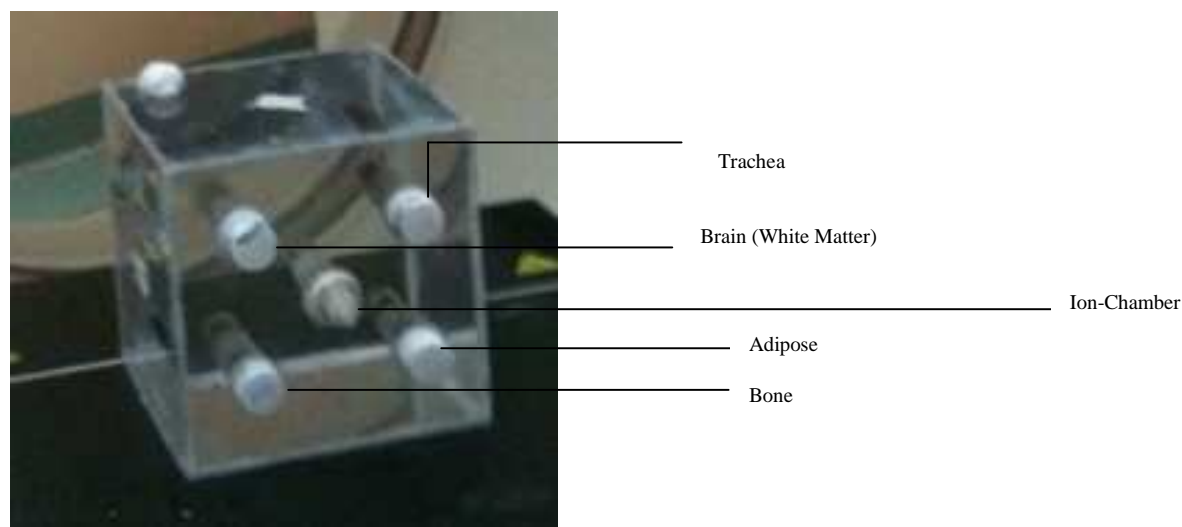 Trachea
Brain (White Matter)
Ion-Chamber
Adipose
Bone